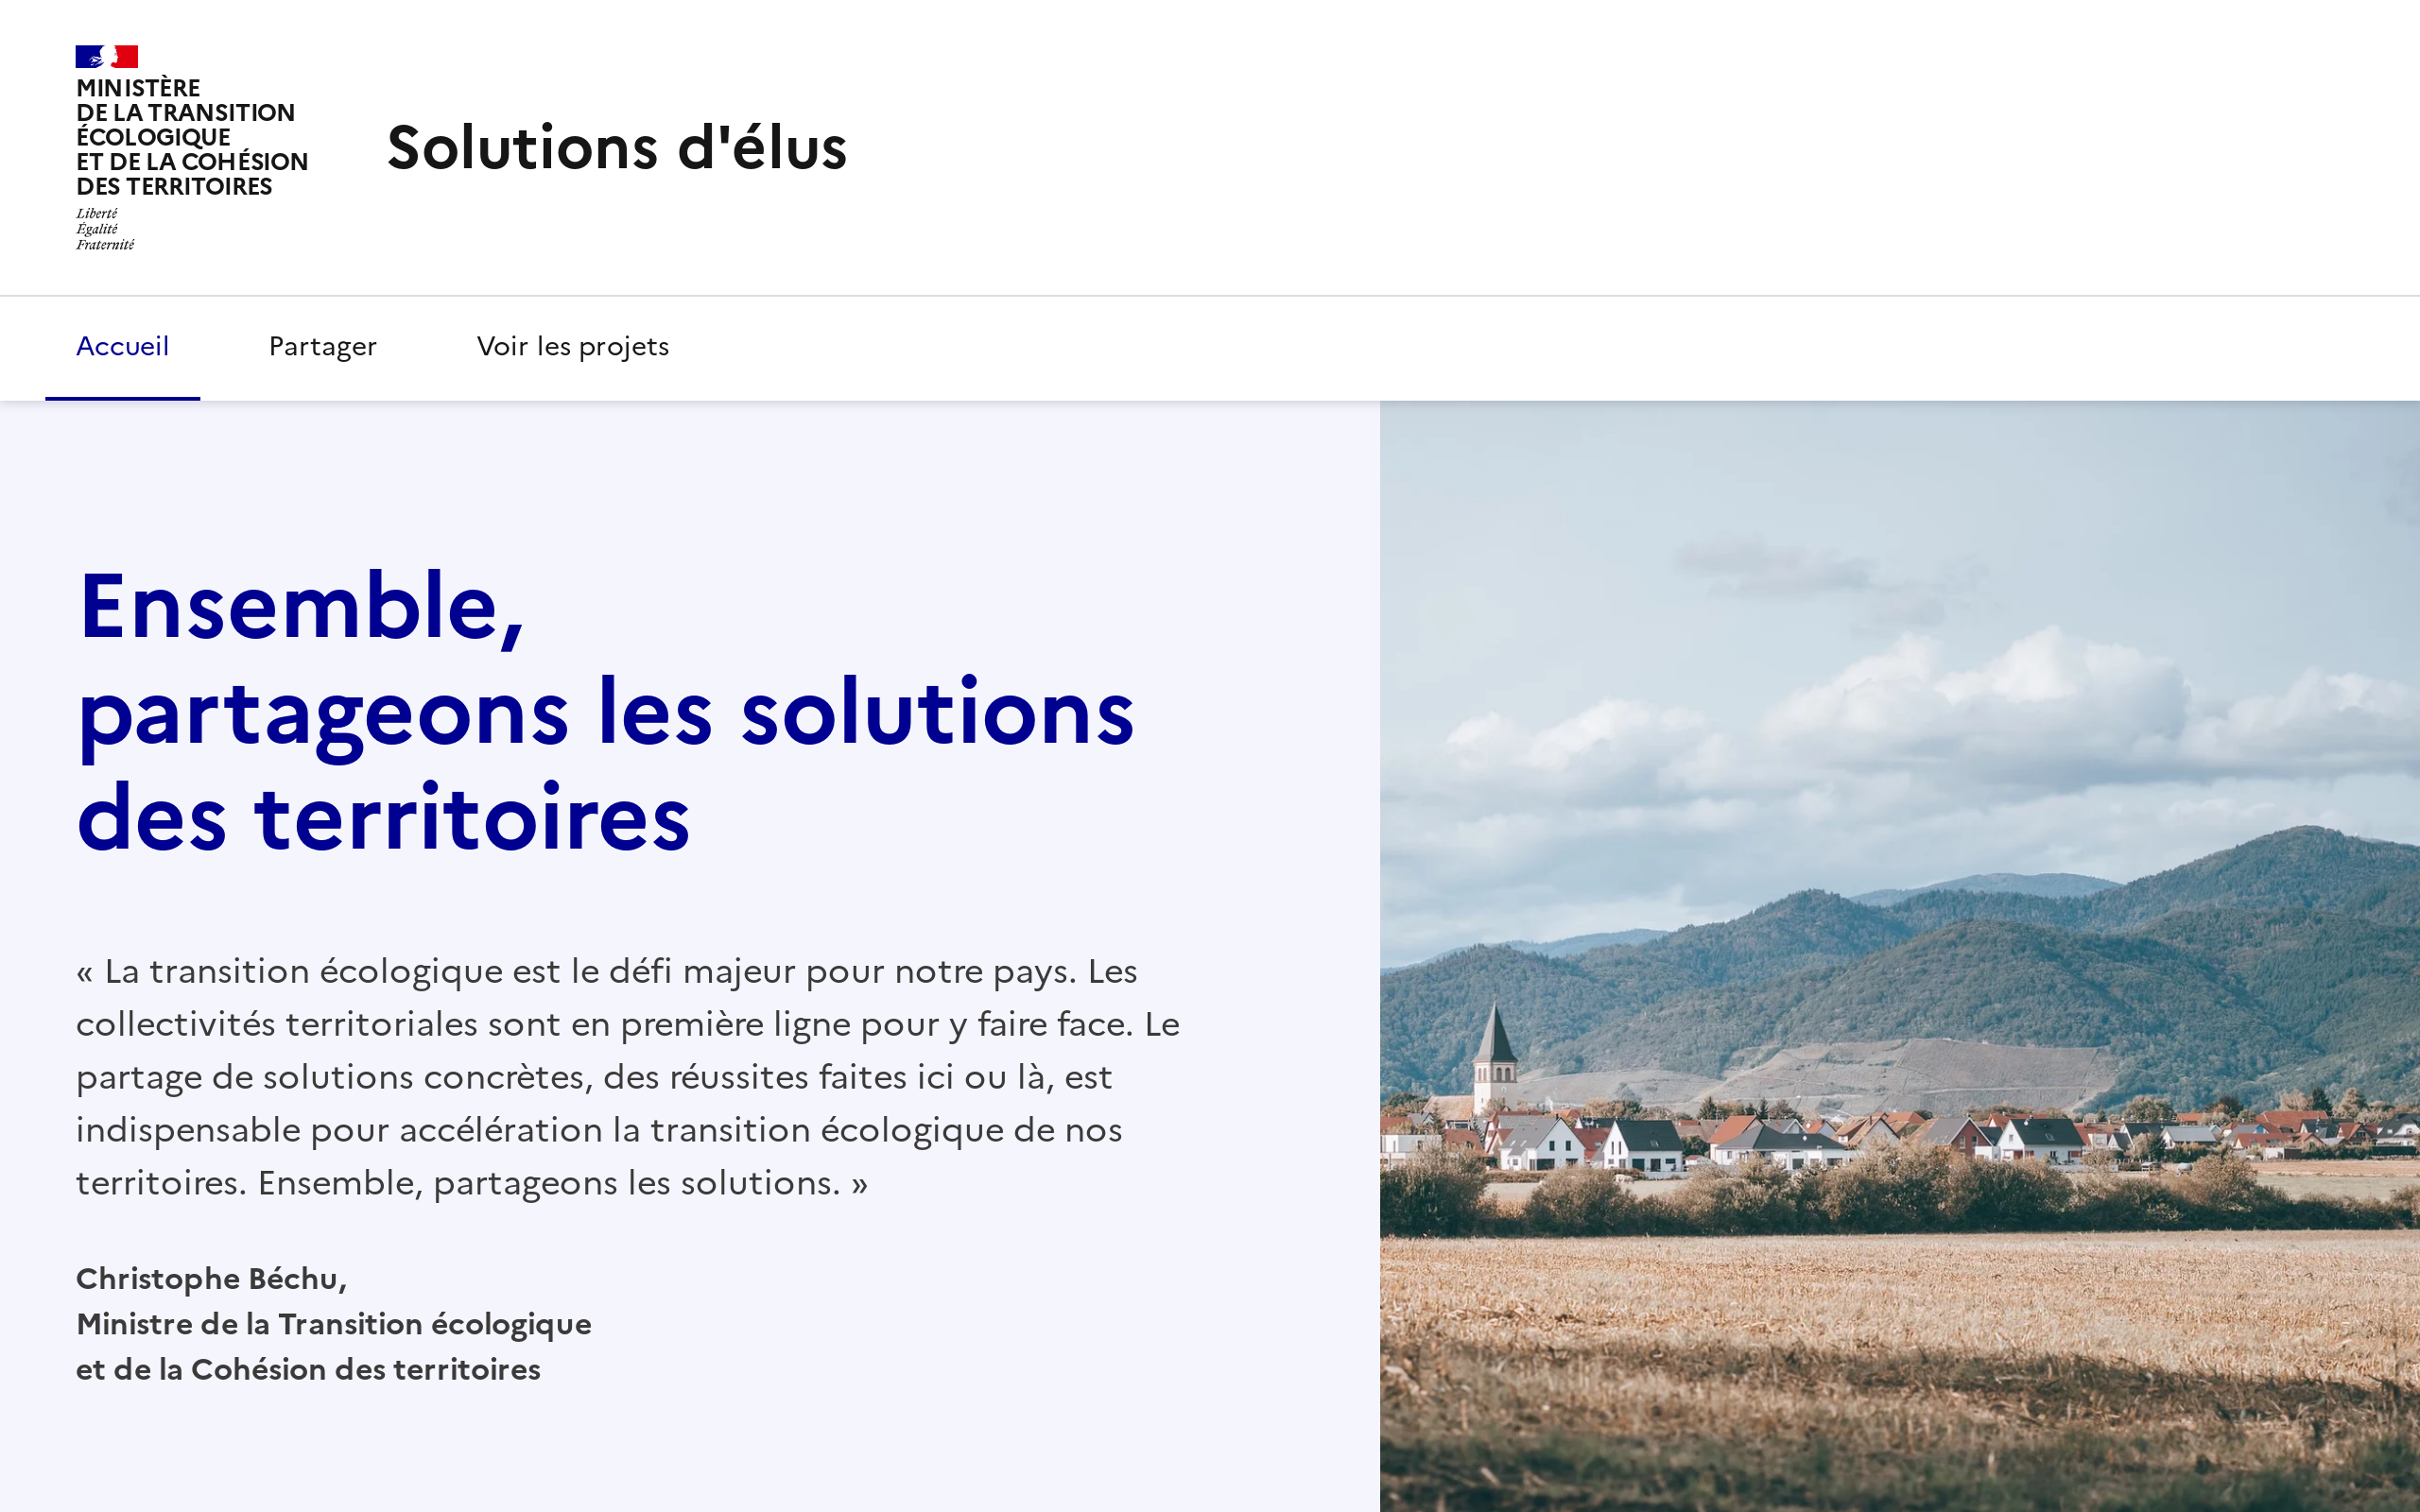 MINISTÈRE
DE LA TRANSITION
ÉCOLOGIQUE
ET DE LA COHÉSION
DES TERRITOIRES
Liberté
Égalité
Fraternité
Solutions d'élus
Accueil
Partager
Voir les projets
Ensemble,
partageons les solutions
des territoires
« La transition écologique est le défi majeur pour notre pays. Les
collectivités territoriales sont en première ligne pour y faire face. Le
partage de solutions concrètes, des réussites faites ici ou là, est
indispensable pour accélération la transition écologique de nos
territoires. Ensemble, partageons les solutions. »
Christophe Béchu,
Ministre de la Transition écologique
et de la Cohésion des territoires